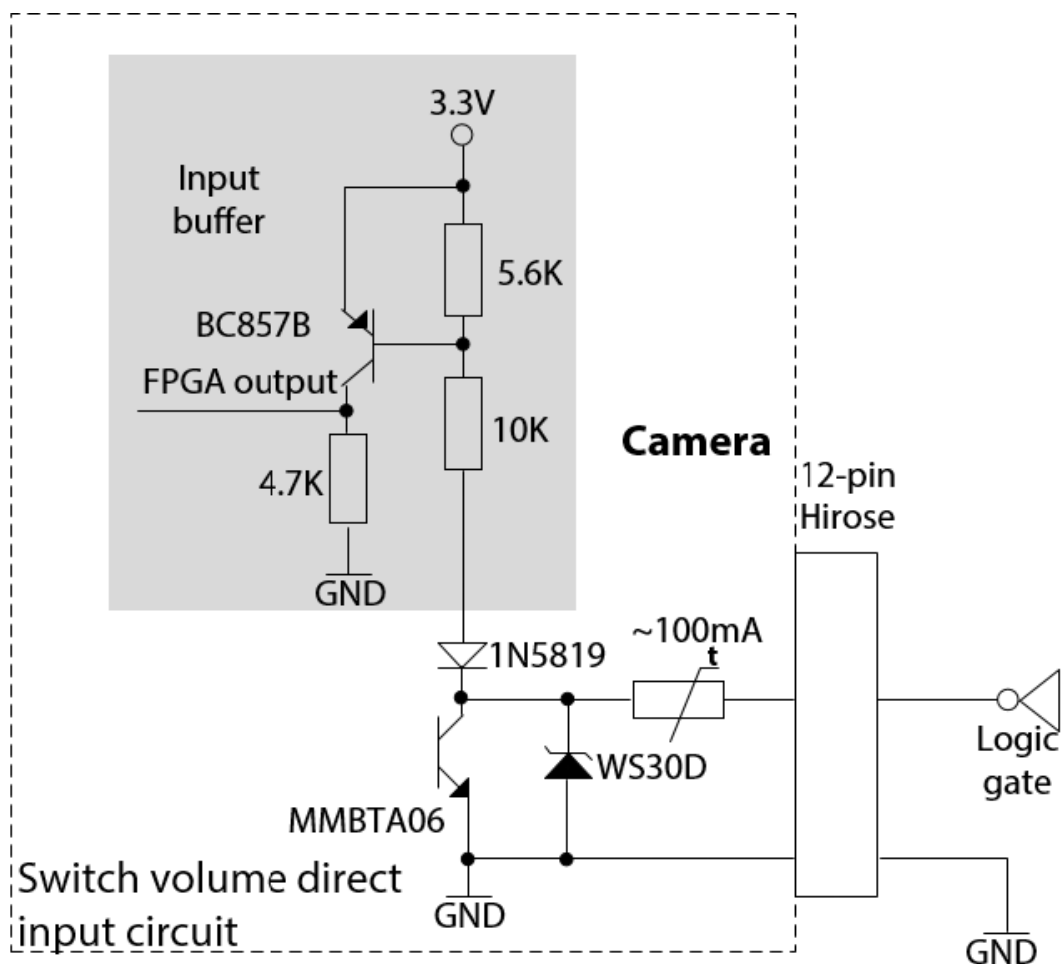 3.3V
Input
buffer
5.6K
BC857B
FPGA output
10K
4.7K
GND
Camera
12-pin
Hirose
~100mA
t
1N5819
WS30D
Logic
gate
MMBTA06
GND
Switch volume direct
input circuit
GND